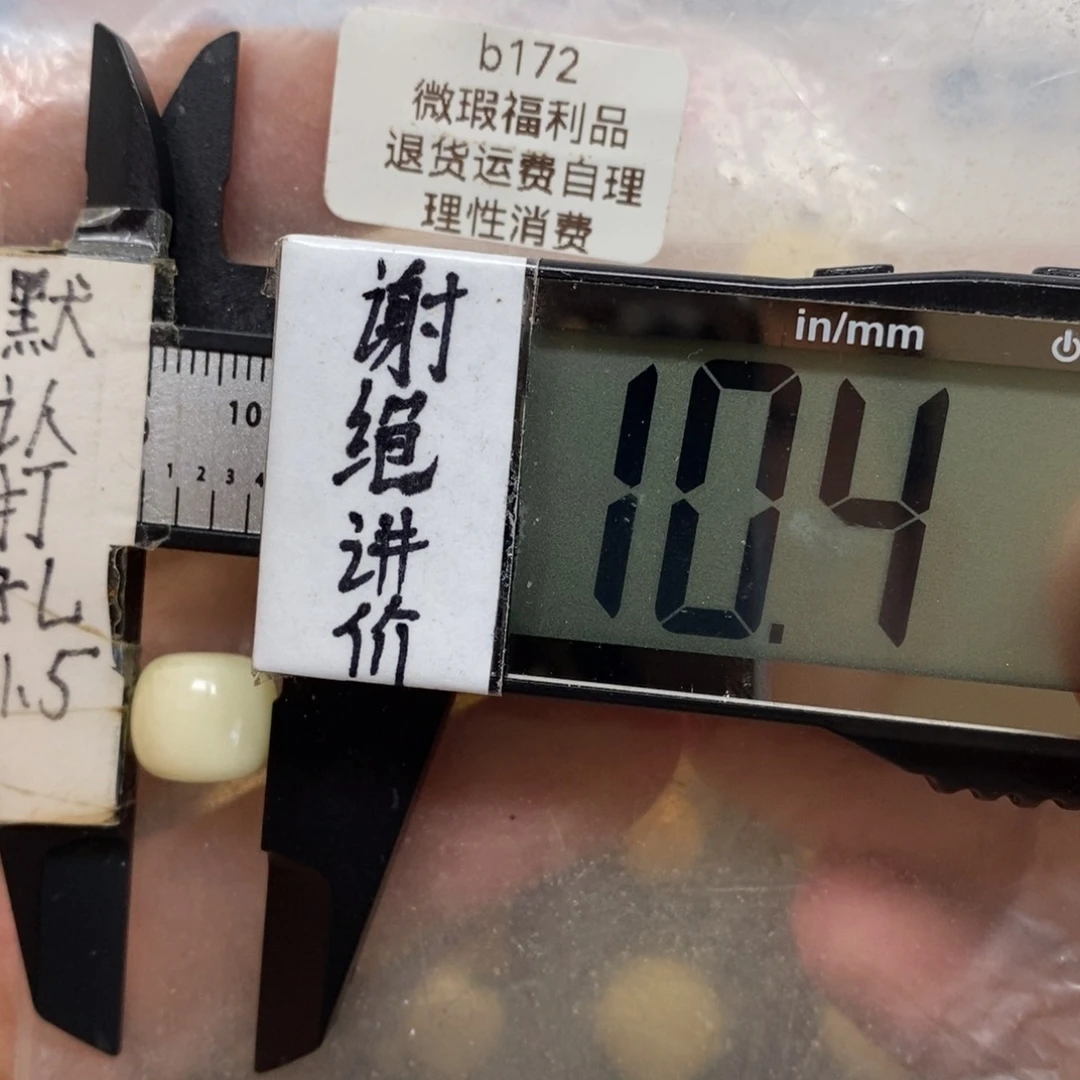 b172
微瑕福利品
退货运费自理
理性消费
默
认
打
孔
1.5
谢
绝
讲
价
in/mm
10.4
10
1 2 3 4